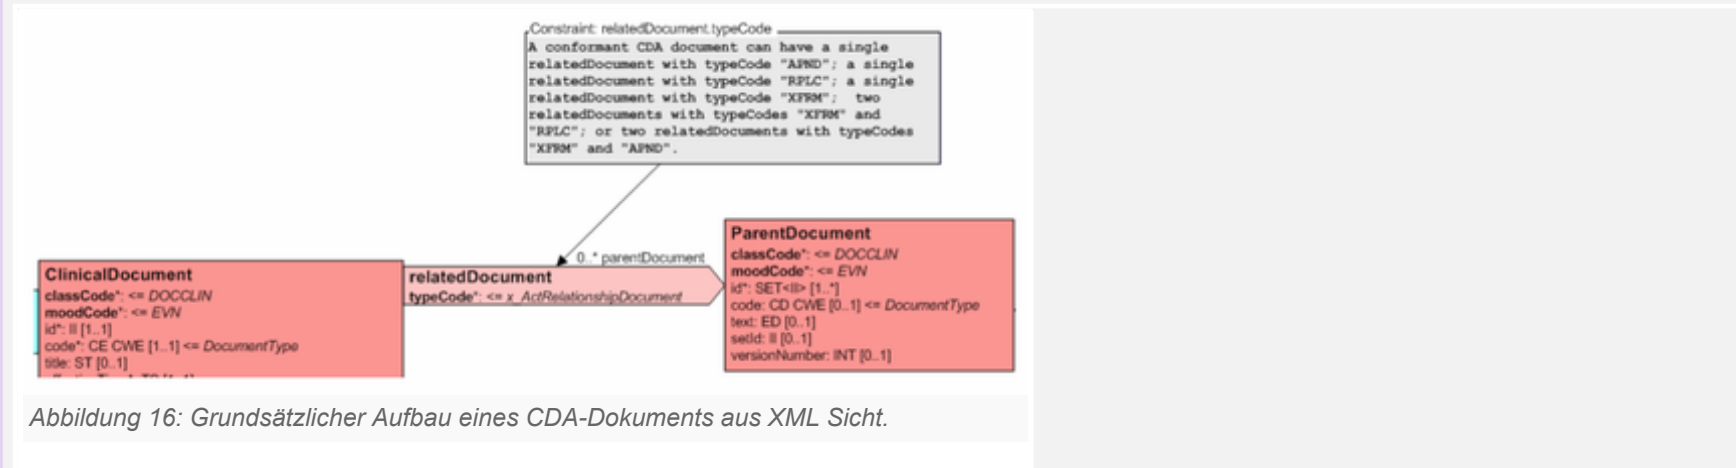 Constraint: relatedDocument.typeCode
A conformant CDA document can have a single
relatedDocument with typeCode "APND"; a single
relatedDocument with typeCode "RPLC"; a single
relatedDocument with typeCode "XFRM";  two
relatedDocuments with typeCodes "XFRM" and
"RPLC"; or two relatedDocuments with typeCodes
"XFRM" and "APND".
ClinicalDocument
classCode*: <= DOCCLIN
moodCode*: <= EVN
id*: II [1..1]
code*: CE CWE [1..1] <= DocumentType
title: ST [0..1]
0..* parentDocument
relatedDocument
typeCode*: <= x_ActRelationshipDocument
ParentDocument
classCode*: <= DOCCLIN
moodCode*: <= EVN
id*: SET<II> [1..*]
code: CD CWE [0..1] <= DocumentType
text: ED [0..1]
setId: II [0..1]
versionNumber: INT [0..1]
Abbildung 16: Grundsätzlicher Aufbau eines CDA-Dokuments aus XML Sicht.